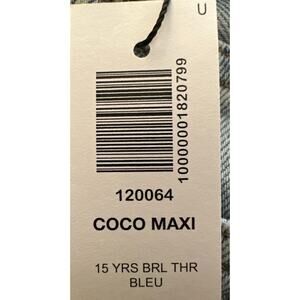 U
10000001820799
120064
COCO MAXI
15 YRS BRL THR
BLEU